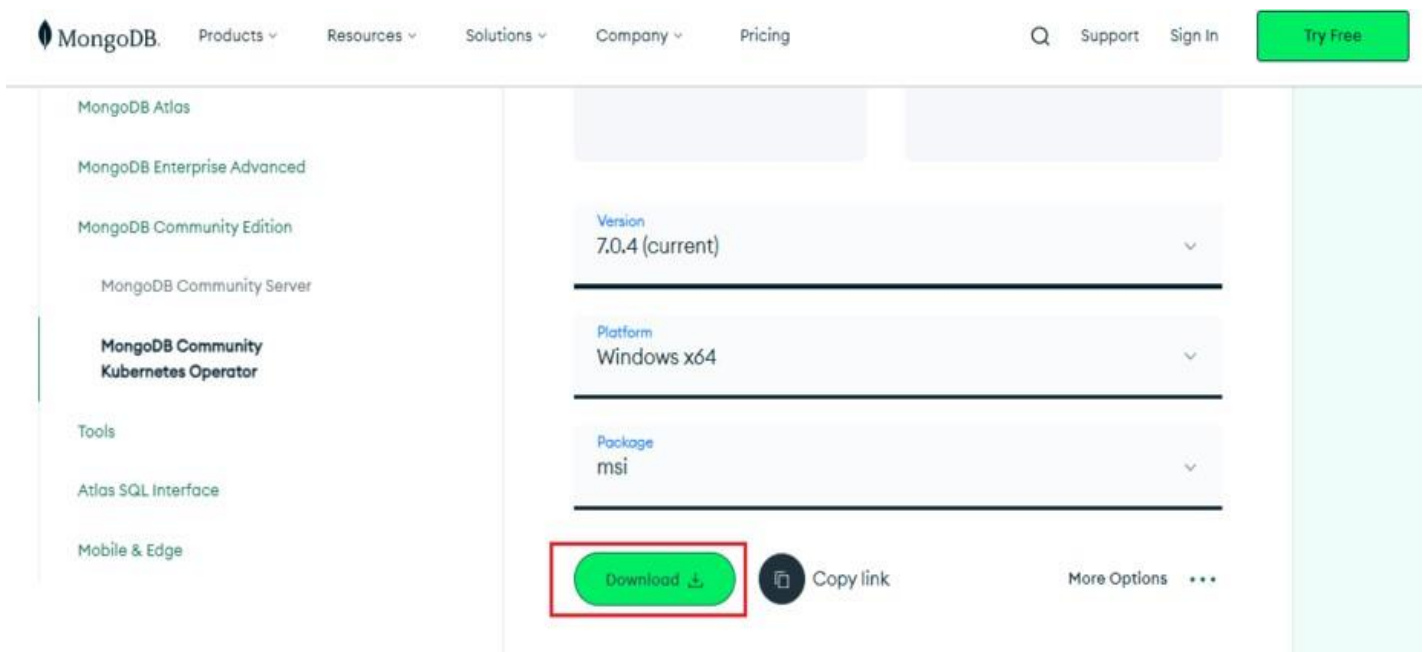 MongoDB. Products Resources Solutions Company Pricing Support Sign In Try Free
MongoDB Atlas
MongoDB Enterprise Advanced
MongoDB Community Edition
MongoDB Community Server
MongoDB Community
Kubernetes Operator
Tools
Atlas SQL Interface
Mobile & Edge
Version
7.0.4 (current)
Platform
Windows x64
Package
msi
Download Copy link More Options